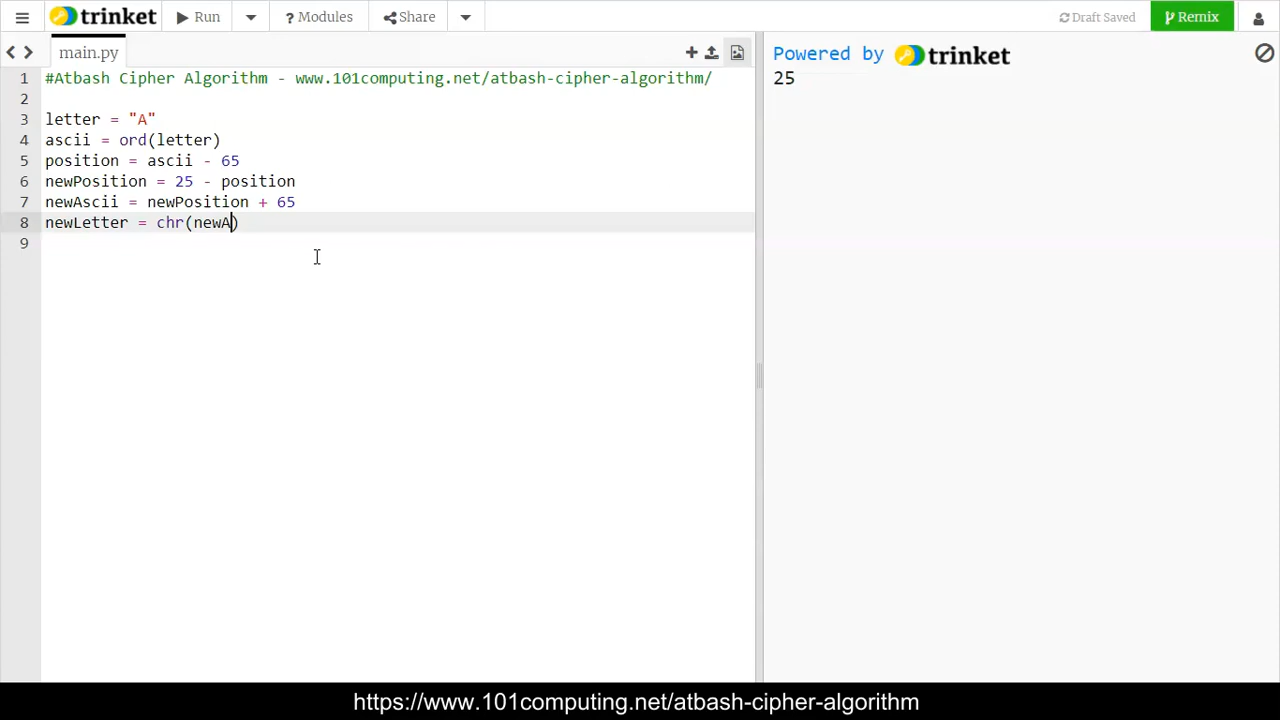 trinket Run ? Modules Share Draft Saved Remix
main.py
1 #Atbash Cipher Algorithm - www.101computing.net/atbash-cipher-algorithm/
2
3 letter = "A"
4 ascii = ord(letter)
5 position = ascii - 65
6 newPosition = 25 - position
7 newAscii = newPosition + 65
8 newLetter = chr(newA)
9
Powered by trinket
25
https://www.101computing.net/atbash-cipher-algorithm